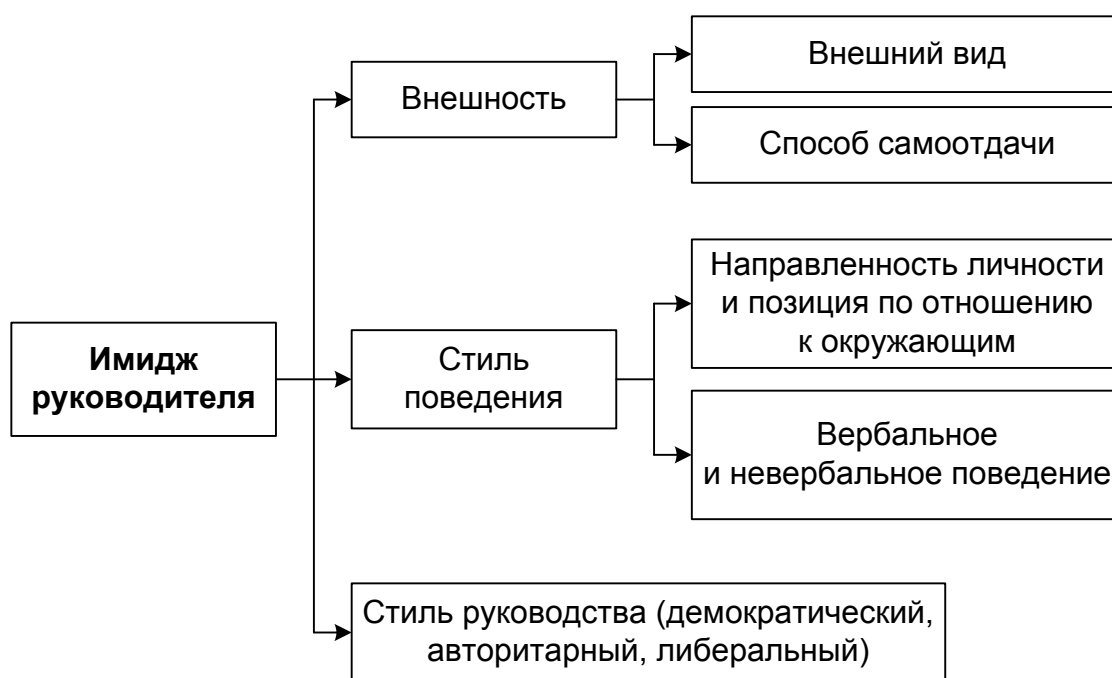 Внешний вид
Внешность
Способ самоотдачи
Направленность личности
и позиция по отношению
к окружающим
Имидж
руководителя
Стиль
поведения
Вербальное
и невербальное поведение
Стиль руководства (демократический,
авторитарный, либеральный)